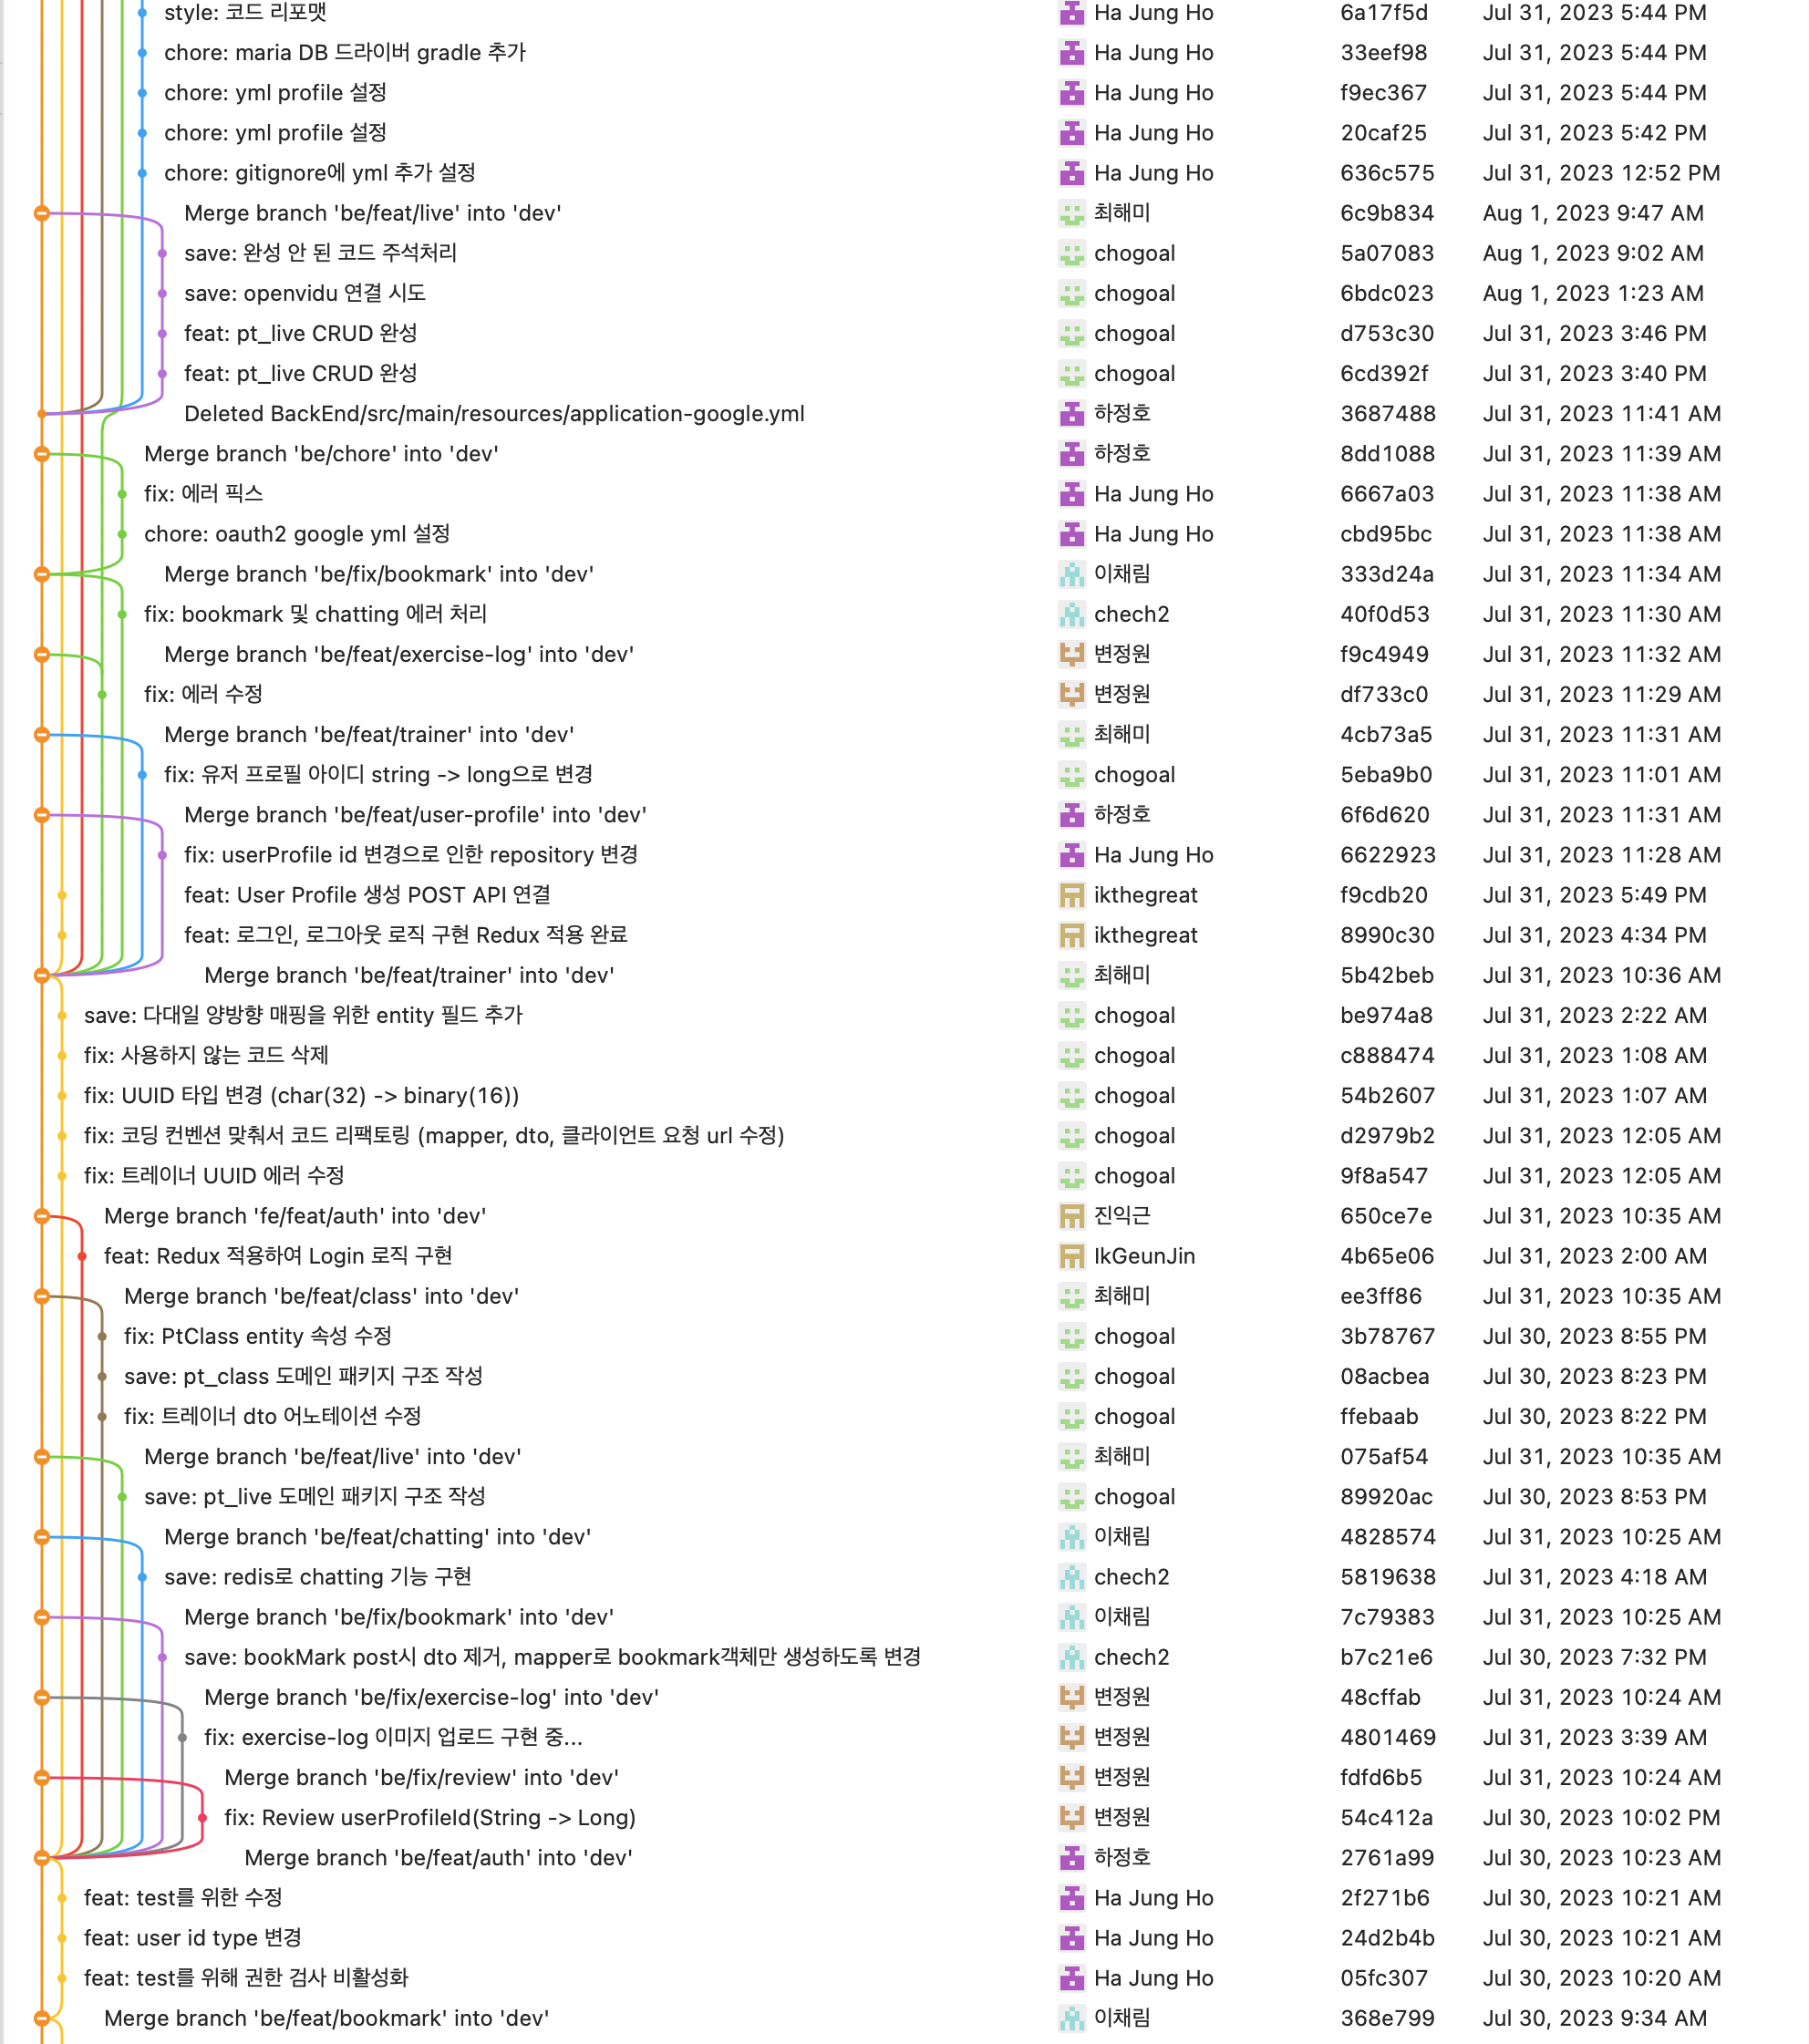 style: 코드 리포맷 Ha Jung Ho 6a17f5d Jul 31, 2023 5:44 PM
chore: maria DB 드라이버 gradle 추가 Ha Jung Ho 33eef98 Jul 31, 2023 5:44 PM
chore: yml profile 설정 Ha Jung Ho f9ec367 Jul 31, 2023 5:44 PM
chore: yml profile 설정 Ha Jung Ho 20caf25 Jul 31, 2023 5:42 PM
chore: gitignore에 yml 추가 설정 Ha Jung Ho 636c575 Jul 31, 2023 12:52 PM
Merge branch 'be/feat/live' into 'dev' 최해미 6c9b834 Aug 1, 2023 9:47 AM
save: 완성 안 된 코드 주석처리 chogoal 5a07083 Aug 1, 2023 9:02 AM
save: openvidu 연결 시도 chogoal 6bdc023 Aug 1, 2023 1:23 AM
feat: pt_live CRUD 완성 chogoal d753c30 Jul 31, 2023 3:46 PM
feat: pt_live CRUD 완성 chogoal 6cd392f Jul 31, 2023 3:40 PM
Deleted BackEnd/src/main/resources/application-google.yml 하정호 3687488 Jul 31, 2023 11:41 AM
Merge branch 'be/chore' into 'dev' 하정호 8dd1088 Jul 31, 2023 11:39 AM
fix: 에러 픽스 Ha Jung Ho 6667a03 Jul 31, 2023 11:38 AM
chore: oauth2 google yml 설정 Ha Jung Ho cbd95bc Jul 31, 2023 11:38 AM
Merge branch 'be/fix/bookmark' into 'dev' 이채림 333d24a Jul 31, 2023 11:34 AM
fix: bookmark 및 chatting 에러 처리 chech2 40f0d53 Jul 31, 2023 11:30 AM
Merge branch 'be/feat/exercise-log' into 'dev' 변정원 f9c4949 Jul 31, 2023 11:32 AM
fix: 에러 수정 변정원 df733c0 Jul 31, 2023 11:29 AM
Merge branch 'be/feat/trainer' into 'dev' 최해미 4cb73a5 Jul 31, 2023 11:31 AM
fix: 유저 프로필 아이디 string -> long으로 변경 chogoal 5eba9b0 Jul 31, 2023 11:01 AM
Merge branch 'be/feat/user-profile' into 'dev' 하정호 6f6d620 Jul 31, 2023 11:31 AM
fix: userProfile id 변경으로 인한 repository 변경 Ha Jung Ho 6622923 Jul 31, 2023 11:28 AM
feat: User Profile 생성 POST API 연결 ikthegreat f9cdb20 Jul 31, 2023 5:49 PM
feat: 로그인, 로그아웃 로직 구현 Redux 적용 완료 ikthegreat 8990c30 Jul 31, 2023 4:34 PM
Merge branch 'be/feat/trainer' into 'dev' 최해미 5b42beb Jul 31, 2023 10:36 AM
save: 다대일 양방향 매핑을 위한 entity 필드 추가 chogoal be974a8 Jul 31, 2023 2:22 AM
fix: 사용하지 않는 코드 삭제 chogoal c888474 Jul 31, 2023 1:08 AM
fix: UUID 타입 변경 (char(32) -> binary(16)) chogoal 54b2607 Jul 31, 2023 1:07 AM
fix: 코딩 컨벤션 맞춰서 코드 리팩토링 (mapper, dto, 클라이언트 요청 url 수정) chogoal d2979b2 Jul 31, 2023 12:05 AM
fix: 트레이너 UUID 에러 수정 chogoal 9f8a547 Jul 31, 2023 12:05 AM
Merge branch 'fe/feat/auth' into 'dev' 진익근 650ce7e Jul 31, 2023 10:35 AM
feat: Redux 적용하여 Login 로직 구현 IkGeunJin 4b65e06 Jul 31, 2023 2:00 AM
Merge branch 'be/feat/class' into 'dev' 최해미 ee3ff86 Jul 31, 2023 10:35 AM
fix: PtClass entity 속성 수정 chogoal 3b78767 Jul 30, 2023 8:55 PM
save: pt_class 도메인 패키지 구조 작성 chogoal 08acbea Jul 30, 2023 8:23 PM
fix: 트레이너 dto 어노테이션 수정 chogoal ffebaab Jul 30, 2023 8:22 PM
Merge branch 'be/feat/live' into 'dev' 최해미 075af54 Jul 31, 2023 10:35 AM
save: pt_live 도메인 패키지 구조 작성 chogoal 89920ac Jul 30, 2023 8:53 PM
Merge branch 'be/feat/chatting' into 'dev' 이채림 4828574 Jul 31, 2023 10:25 AM
save: redis로 chatting 기능 구현 chech2 5819638 Jul 31, 2023 4:18 AM
Merge branch 'be/fix/bookmark' into 'dev' 이채림 7c79383 Jul 31, 2023 10:25 AM
save: bookMark post시 dto 제거, mapper로 bookmark객체만 생성하도록 변경 chech2 b7c21e6 Jul 30, 2023 7:32 PM
Merge branch 'be/fix/exercise-log' into 'dev' 변정원 48cffab Jul 31, 2023 10:24 AM
fix: exercise-log 이미지 업로드 구현 중... 변정원 4801469 Jul 31, 2023 3:39 AM
Merge branch 'be/fix/review' into 'dev' 변정원 fdfd6b5 Jul 31, 2023 10:24 AM
fix: Review userProfileId(String -> Long) 변정원 54c412a Jul 30, 2023 10:02 PM
Merge branch 'be/feat/auth' into 'dev' 하정호 2761a99 Jul 30, 2023 10:23 AM
feat: test를 위한 수정 Ha Jung Ho 2f271b6 Jul 30, 2023 10:21 AM
feat: user id type 변경 Ha Jung Ho 24d2b4b Jul 30, 2023 10:21 AM
feat: test를 위해 권한 검사 비활성화 Ha Jung Ho 05fc307 Jul 30, 2023 10:20 AM
Merge branch 'be/feat/bookmark' into 'dev' 이채림 368e799 Jul 30, 2023 9:34 AM